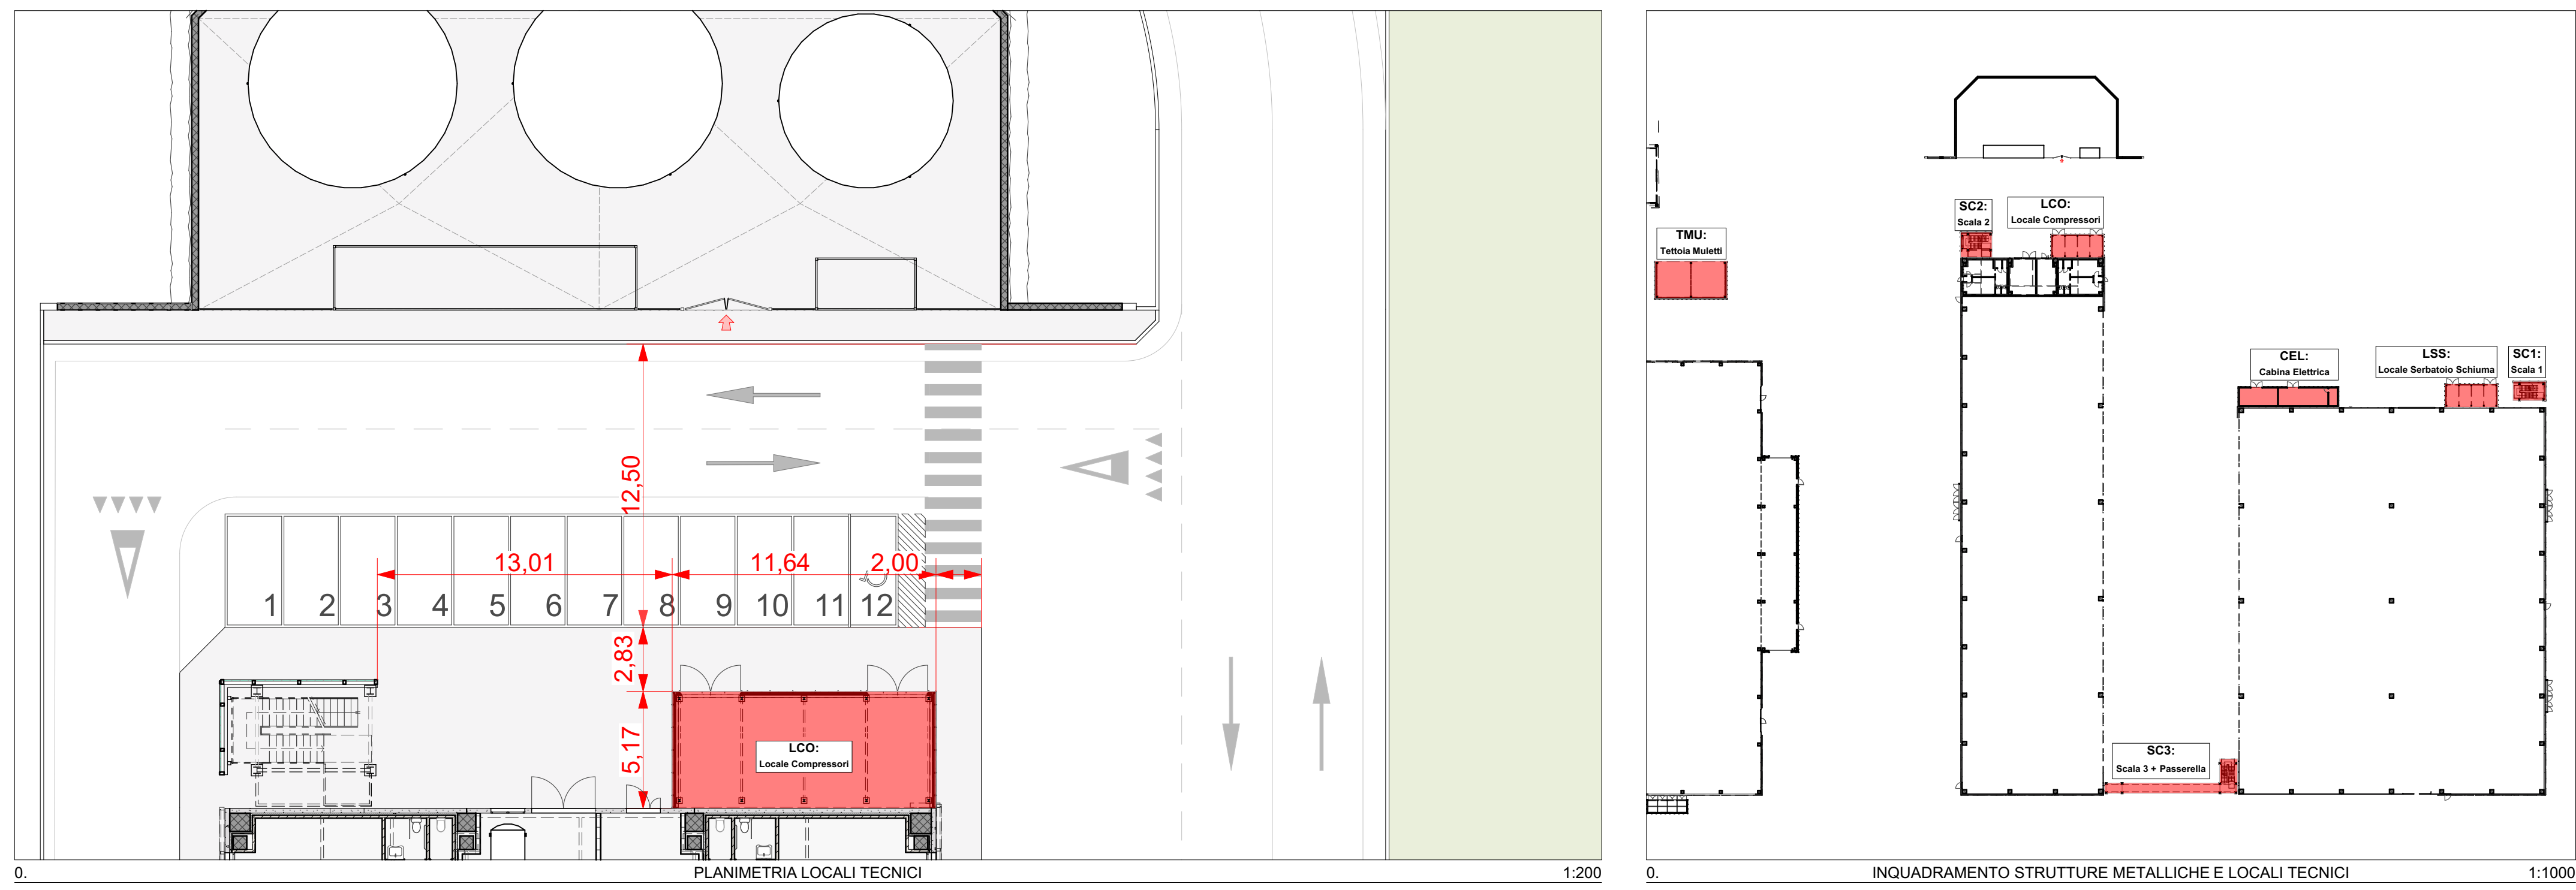 12,50
13,01
11,64
2,00
1
2
3
4
5
6
7
8
9
10
11
12
2,83
5,17
LCO:
Locale Compressori
0.
PLANIMETRIA LOCALI TECNICI
1:200
SC2:
Scala 2
LCO:
Locale Compressori
TMU:
Tettoia Muletti
CEL:
Cabina Elettrica
LSS:
Locale Serbatoio Schiuma
SC1:
Scala 1
SC3:
Scala 3 + Passerella
0.
INQUADRAMENTO STRUTTURE METALLICHE E LOCALI TECNICI
1:1000